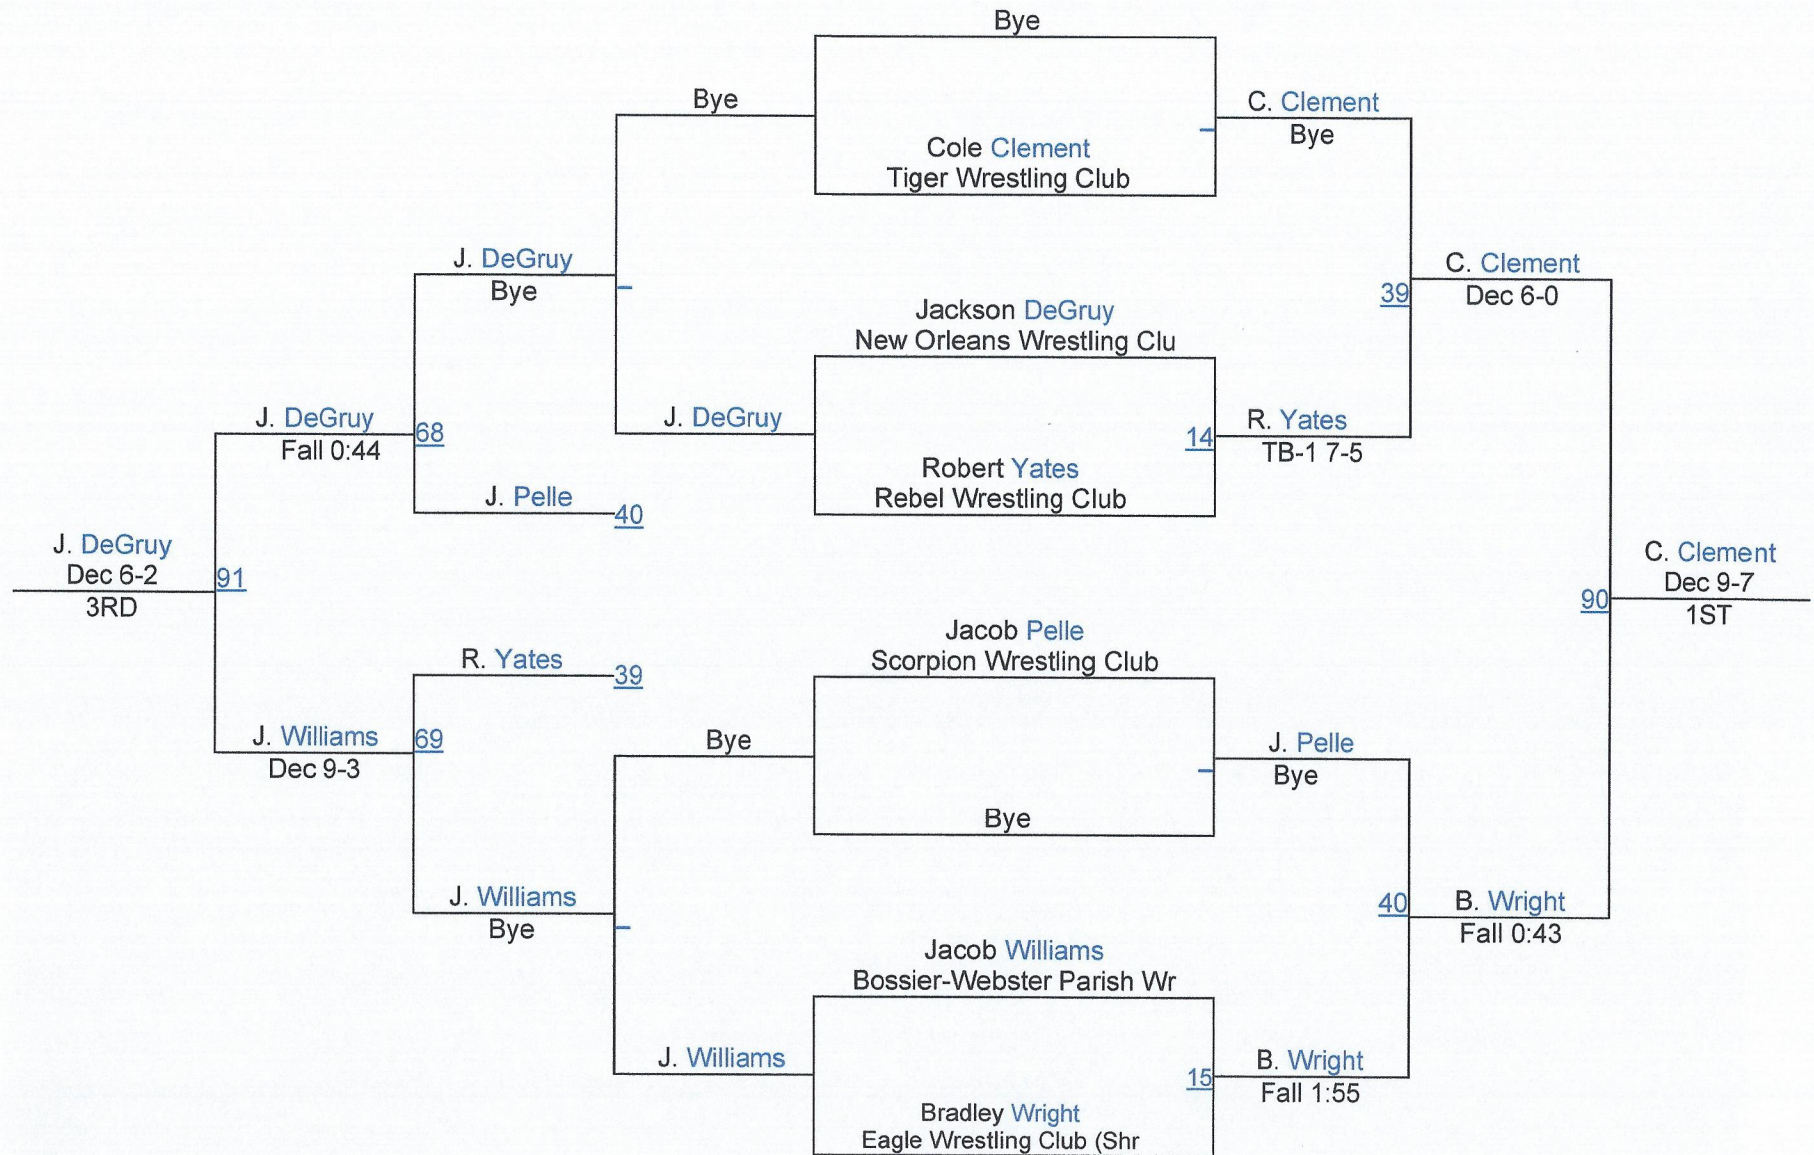 Bye
Bye
C. Clement
Bye
Cole Clement
Tiger Wrestling Club
J. DeGruy
Bye
C. Clement
Dec 6-0
39
Jackson DeGruy
New Orleans Wrestling Clu
J. DeGruy
Fall 0:44
68
J. DeGruy
14
R. Yates
TB-1 7-5
Robert Yates
Rebel Wrestling Club
J. Pelle
40
J. DeGruy
Dec 6-2
3RD
91
C. Clement
Dec 9-7
1ST
90
Jacob Pelle
Scorpion Wrestling Club
R. Yates
39
J. Williams
Dec 9-3
69
Bye
J. Pelle
Bye
Bye
J. Williams
Bye
40
B. Wright
Fall 0:43
Jacob Williams
Bossier-Webster Parish Wr
J. Williams
15
B. Wright
Fall 1:55
Bradley Wright
Eagle Wrestling Club (Shr